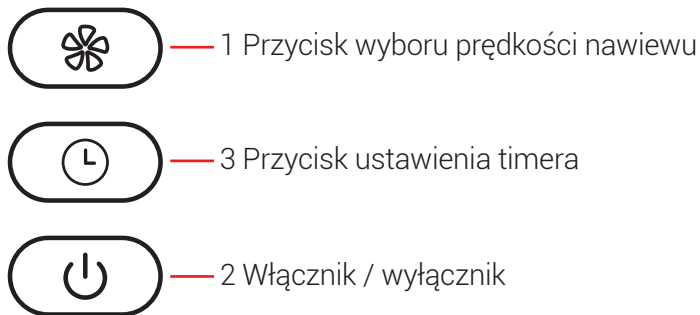 1 Przycisk wyboru prędkości nawiewu
3 Przycisk ustawienia timera
2 Włącznik / wyłącznik